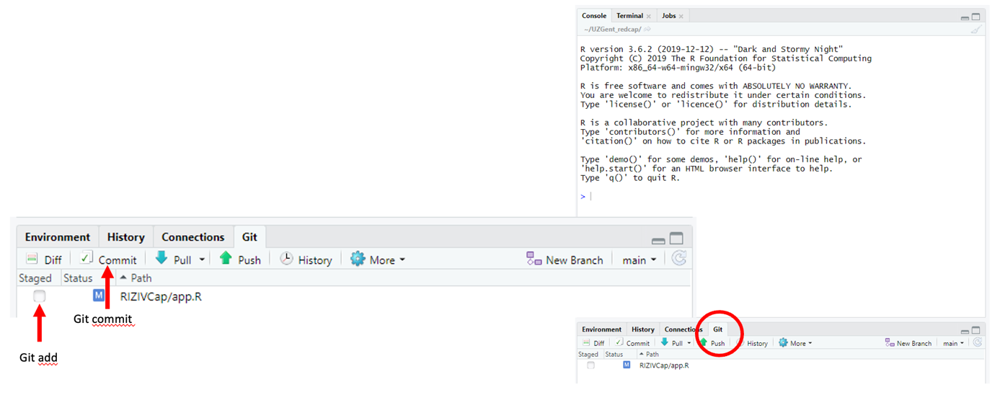 Console Terminal Jobs
~/UZGent_redcap/
R version 3.6.2 (2019-12-12) -- "Dark and Stormy Night"
Copyright (C) 2019 The R Foundation for Statistical Computing
Platform: x86_64-w64-mingw32/x64 (64-bit)
R is free software and comes with ABSOLUTELY NO WARRANTY.
You are welcome to redistribute it under certain conditions.
Type 'license()' or 'licence()' for distribution details.
R is a collaborative project with many contributors.
Type 'contributors()' for more information and
'citation()' on how to cite R or R packages in publications.
Type 'demo()' for some demos, 'help()' for on-line help, or
'help.start()' for an HTML browser interface to help.
Type 'q()' to quit R.
>
Environment History Connections Git
Diff Commit Pull Push History More New Branch main
Staged Status Path
M RIZIVCap/app.R
Git commit
Git add
Environment History Connections Git
Diff Commit Pull Push History More New Branch main
Staged Status Path
M RIZIVCap/app.R